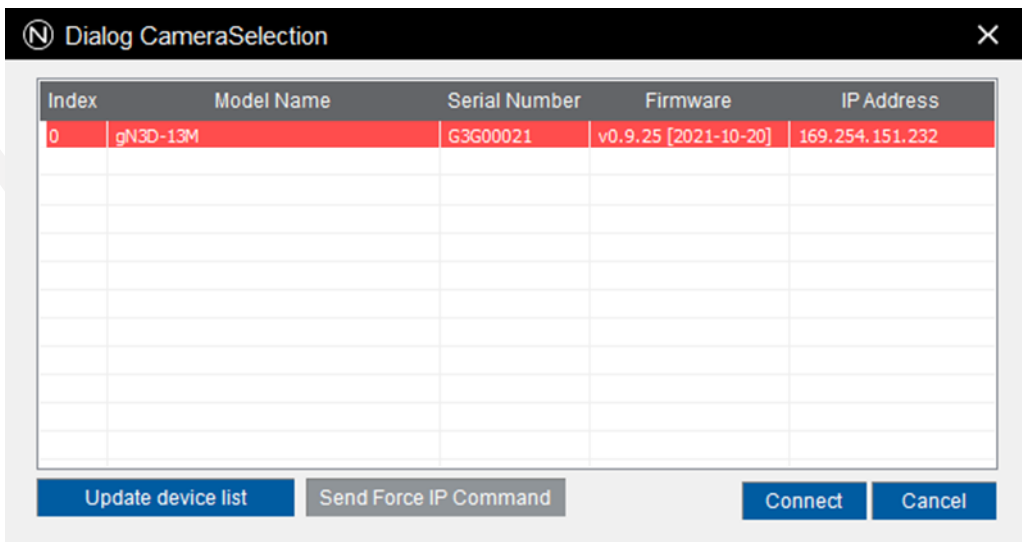 N Dialog CameraSelection
Index Model Name Serial Number Firmware IP Address
0 gN3D-13M G3G00021 v0.9.25 [2021-10-20] 169.254.151.232
Update device list Send Force IP Command Connect Cancel